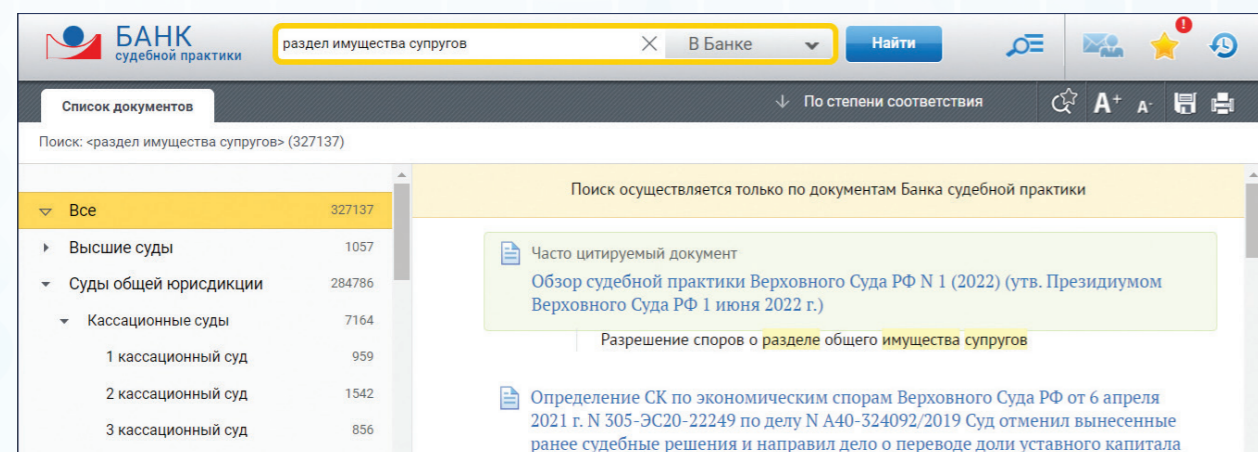 БАНК
судебной практики
раздел имущества супругов
В Банке
Найти
!
Список документов
По степени соответствия
A+ A-
Поиск: <раздел имущества супругов> (327137)
Все 327137
Высшие суды 1057
Суды общей юрисдикции 284786
Кассационные суды 7164
1 кассационный суд 959
2 кассационный суд 1542
3 кассационный суд 856
Поиск осуществляется только по документам Банка судебной практики
Часто цитируемый документ
Обзор судебной практики Верховного Суда РФ N 1 (2022) (утв. Президиумом
Верховного Суда РФ 1 июня 2022 г.)
Разрешение споров о разделе общего имущества супругов
Определение СК по экономическим спорам Верховного Суда РФ от 6 апреля
2021 г. N 305-ЭС20-22249 по делу N А40-324092/2019 Суд отменил вынесенные
ранее судебные решения и направил дело о переводе доли уставного капитала